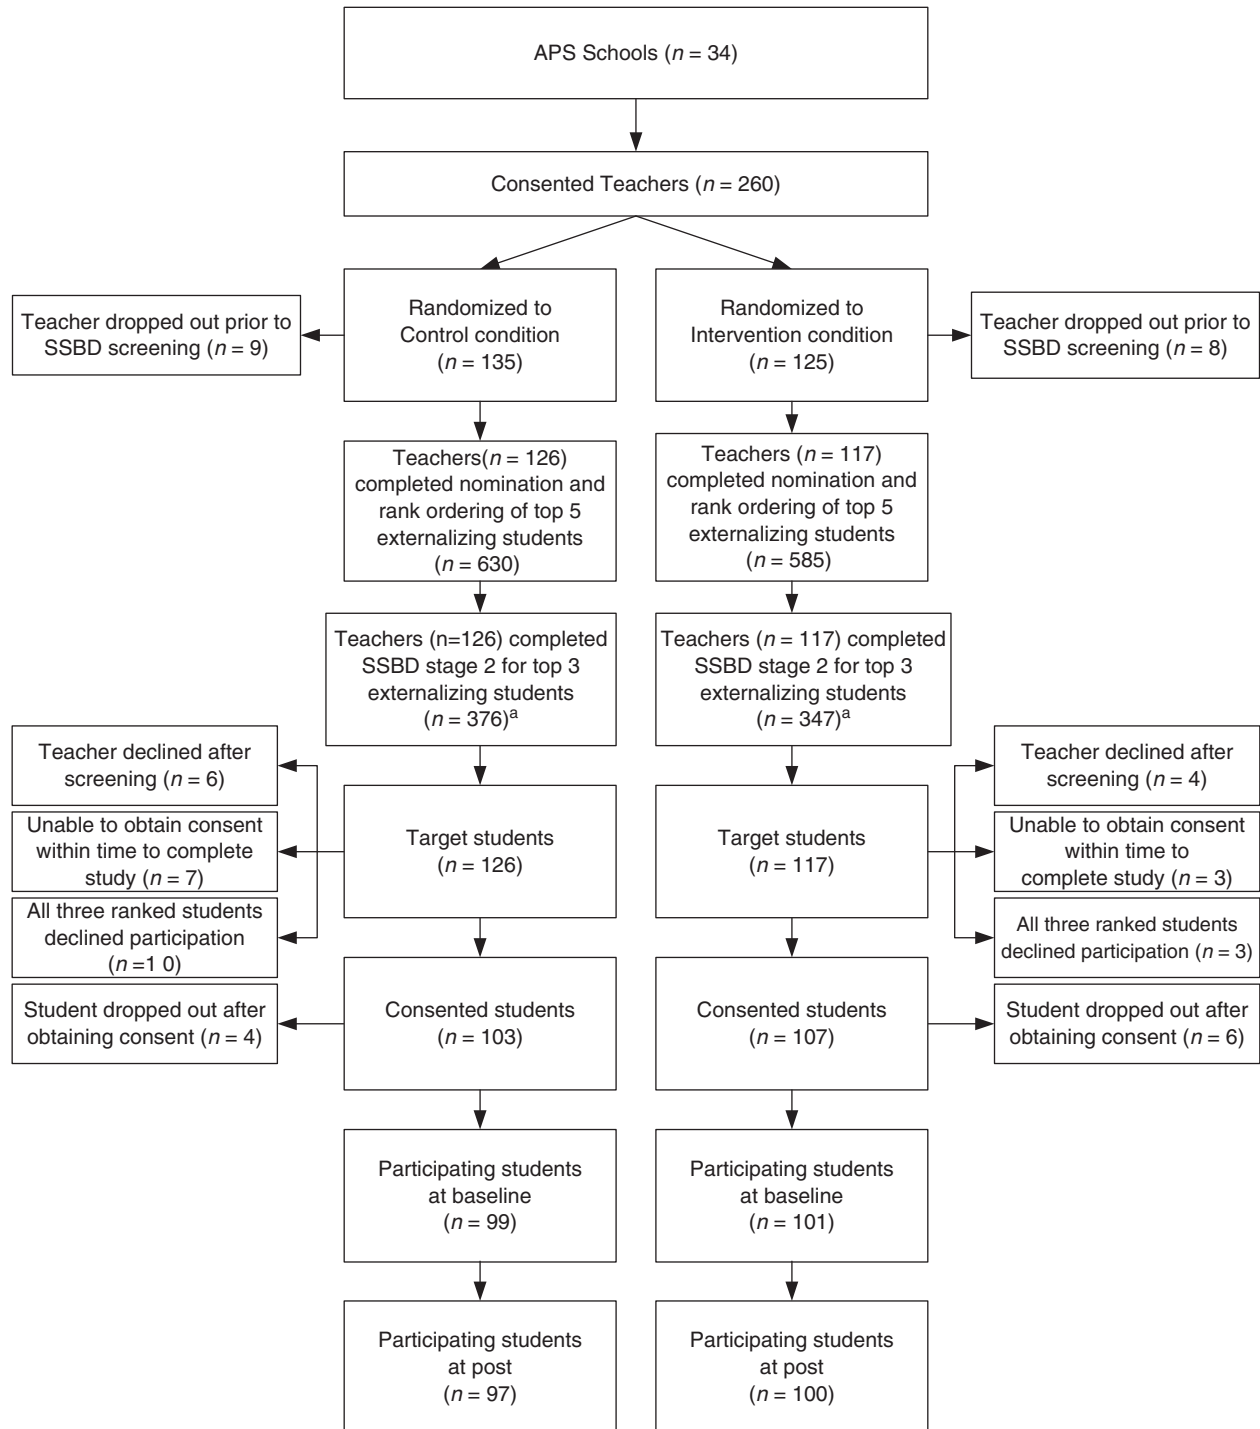 APS Schools (n = 34)
Consented Teachers (n = 260)
Randomized to
Control condition
(n = 135)
Randomized to
Intervention condition
(n = 125)
Teacher dropped out prior to
SSBD screening (n = 9)
Teacher dropped out prior to
SSBD screening (n = 8)
Teachers(n = 126)
completed nomination and
rank ordering of top 5
externalizing students
(n = 630)
Teachers (n = 117)
completed nomination and
rank ordering of top 5
externalizing students
(n = 585)
Teachers (n=126) completed
SSBD stage 2 for top 3
externalizing students
(n = 376)a
Teachers (n = 117) completed
SSBD stage 2 for top 3
externalizing students
(n = 347)a
Teacher declined after
screening (n = 6)
Unable to obtain consent
within time to complete
study (n = 7)
All three ranked students
declined participation
(n =1 0)
Target students
(n = 126)
Target students
(n = 117)
Teacher declined after
screening (n = 4)
Unable to obtain consent
within time to
complete study (n = 3)
All three ranked students
declined participation (n = 3)
Student dropped out after
obtaining consent (n = 4)
Consented students
(n = 103)
Consented students
(n = 107)
Student dropped out after
obtaining consent (n = 6)
Participating students
at baseline
(n = 99)
Participating students
at baseline
(n = 101)
Participating students
at post
(n = 97)
Participating students
at post
(n = 100)